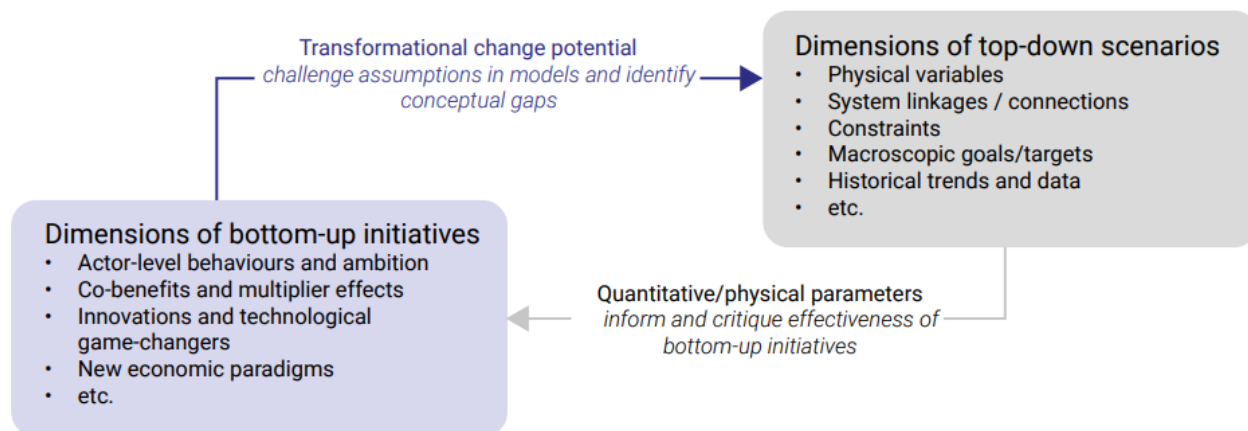 Transformational change potential
challenge assumptions in models and identify
conceptual gaps
Dimensions of top-down scenarios
• Physical variables
• System linkages / connections
• Constraints
• Macroscopic goals/targets
• Historical trends and data
• etc.
Dimensions of bottom-up initiatives
• Actor-level behaviours and ambition
• Co-benefits and multiplier effects
• Innovations and technological
game-changers
• New economic paradigms
• etc.
Quantitative/physical parameters
inform and critique effectiveness of
bottom-up initiatives